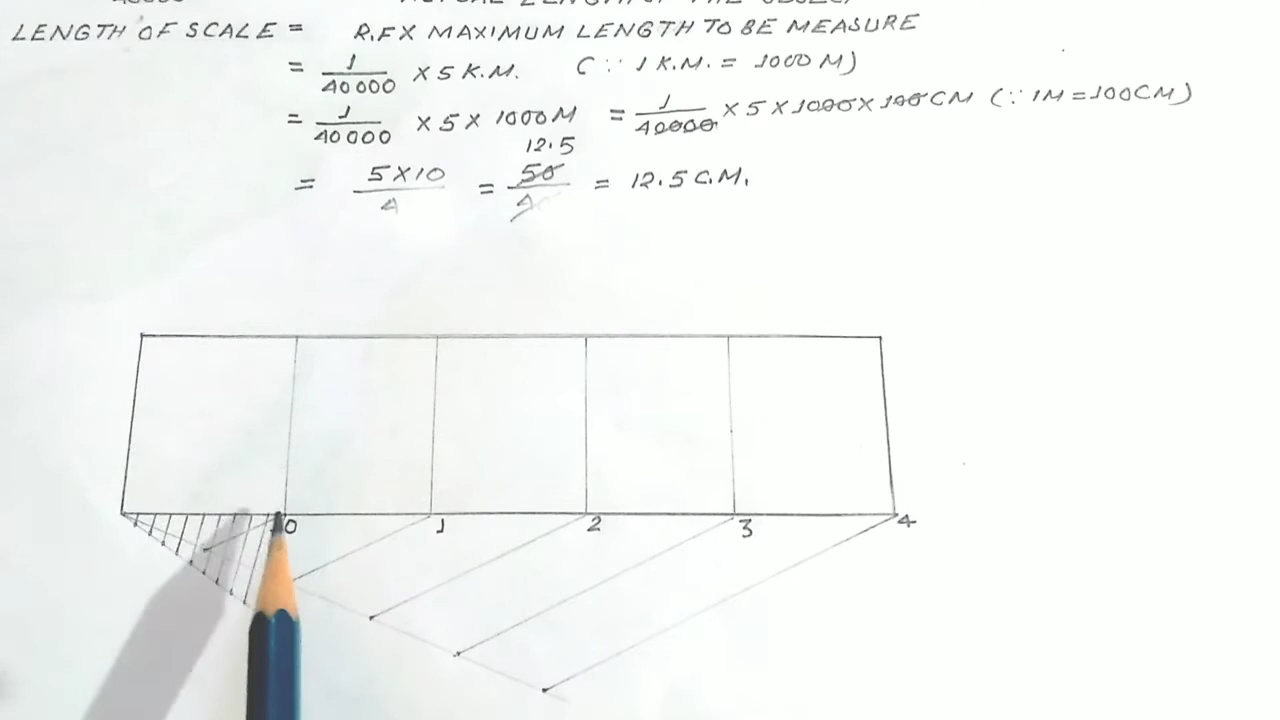 LENGTH OF SCALE = R.F X MAXIMUM LENGTH TO BE MEASURE
= 1/40000 X 5 K.M. (∵ 1 K.M. = 1000 M)
= 1/40000 X 5 X 1000 M = 1/40000 X 5 X 1000 X 100 CM (∵ 1M = 100CM)
12.5
= 5X10/4 = 50/4 = 12.5 C.M.
0 1 2 3 4